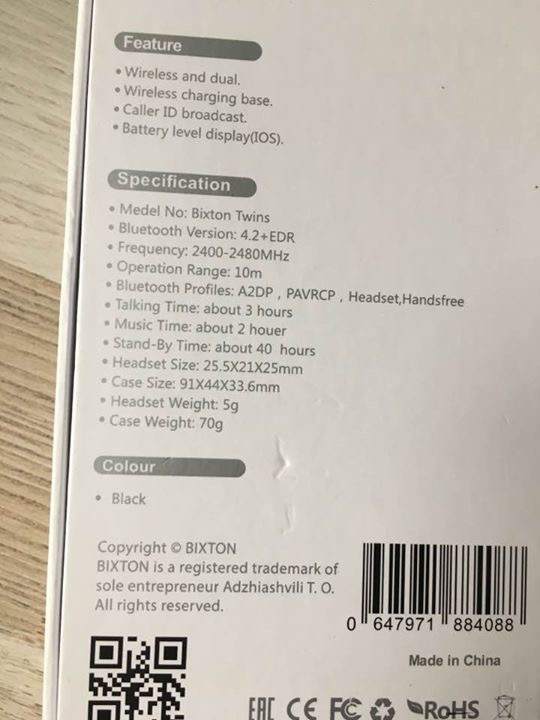 Feature
• Wireless and dual.
• Wireless charging base.
• Caller ID broadcast.
• Battery level display(IOS).
Specification
• Medel No: Bixton Twins
• Bluetooth Version: 4.2+EDR
• Frequency: 2400-2480MHz
• Operation Range: 10m
• Bluetooth Profiles: A2DP , PAVRCP , Headset,Handsfree
• Talking Time: about 3 hours
• Music Time: about 2 houer
• Stand-By Time: about 40 hours
• Headset Size: 25.5X21X25mm
• Case Size: 91X44X33.6mm
• Headset Weight: 5g
• Case Weight: 70g
Colour
• Black
Copyright © BIXTON
BIXTON is a registered trademark of
sole entrepreneur Adzhiashvili T. O.
All rights reserved.
0 647971 884088
Made in China
EAC CE FC RoHS